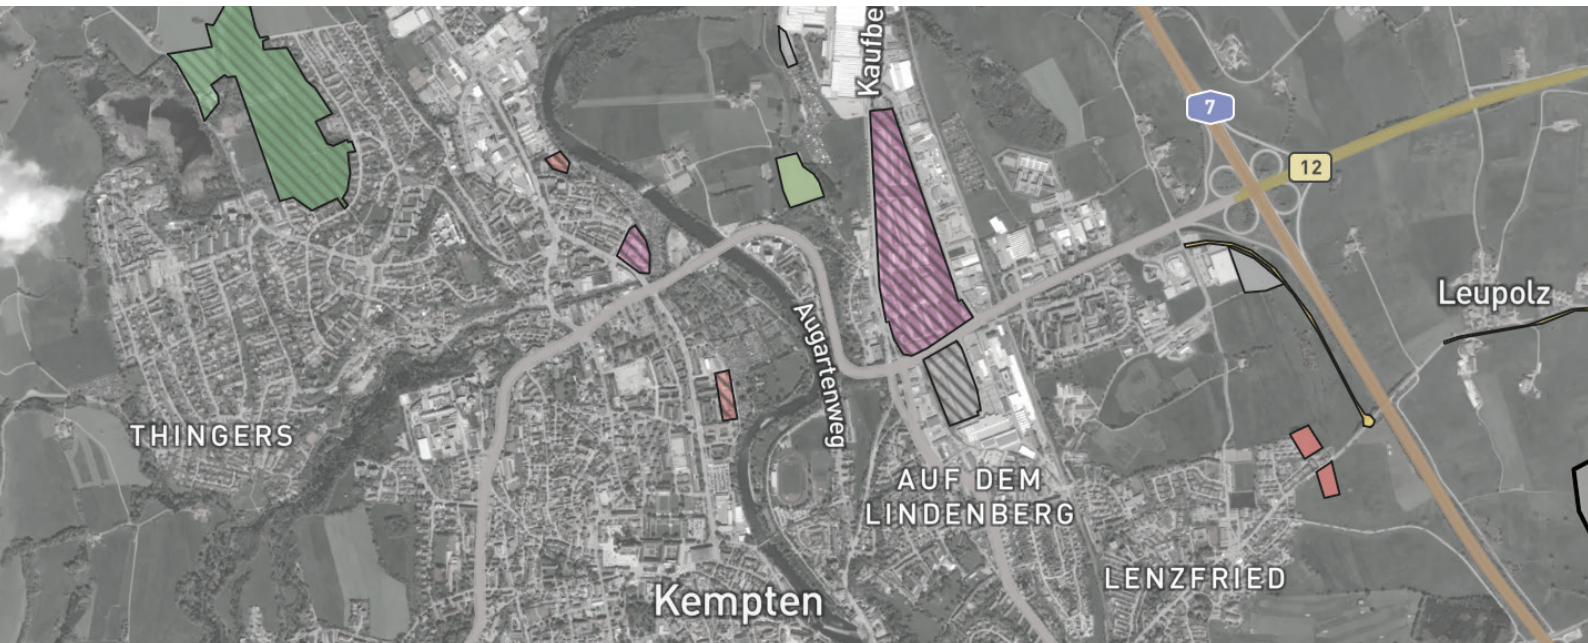 Kaufbe
7
12
Leupolz
Augartenweg
THINGERS
AUF DEM
LINDENBERG
LENZFRIED
Kempten